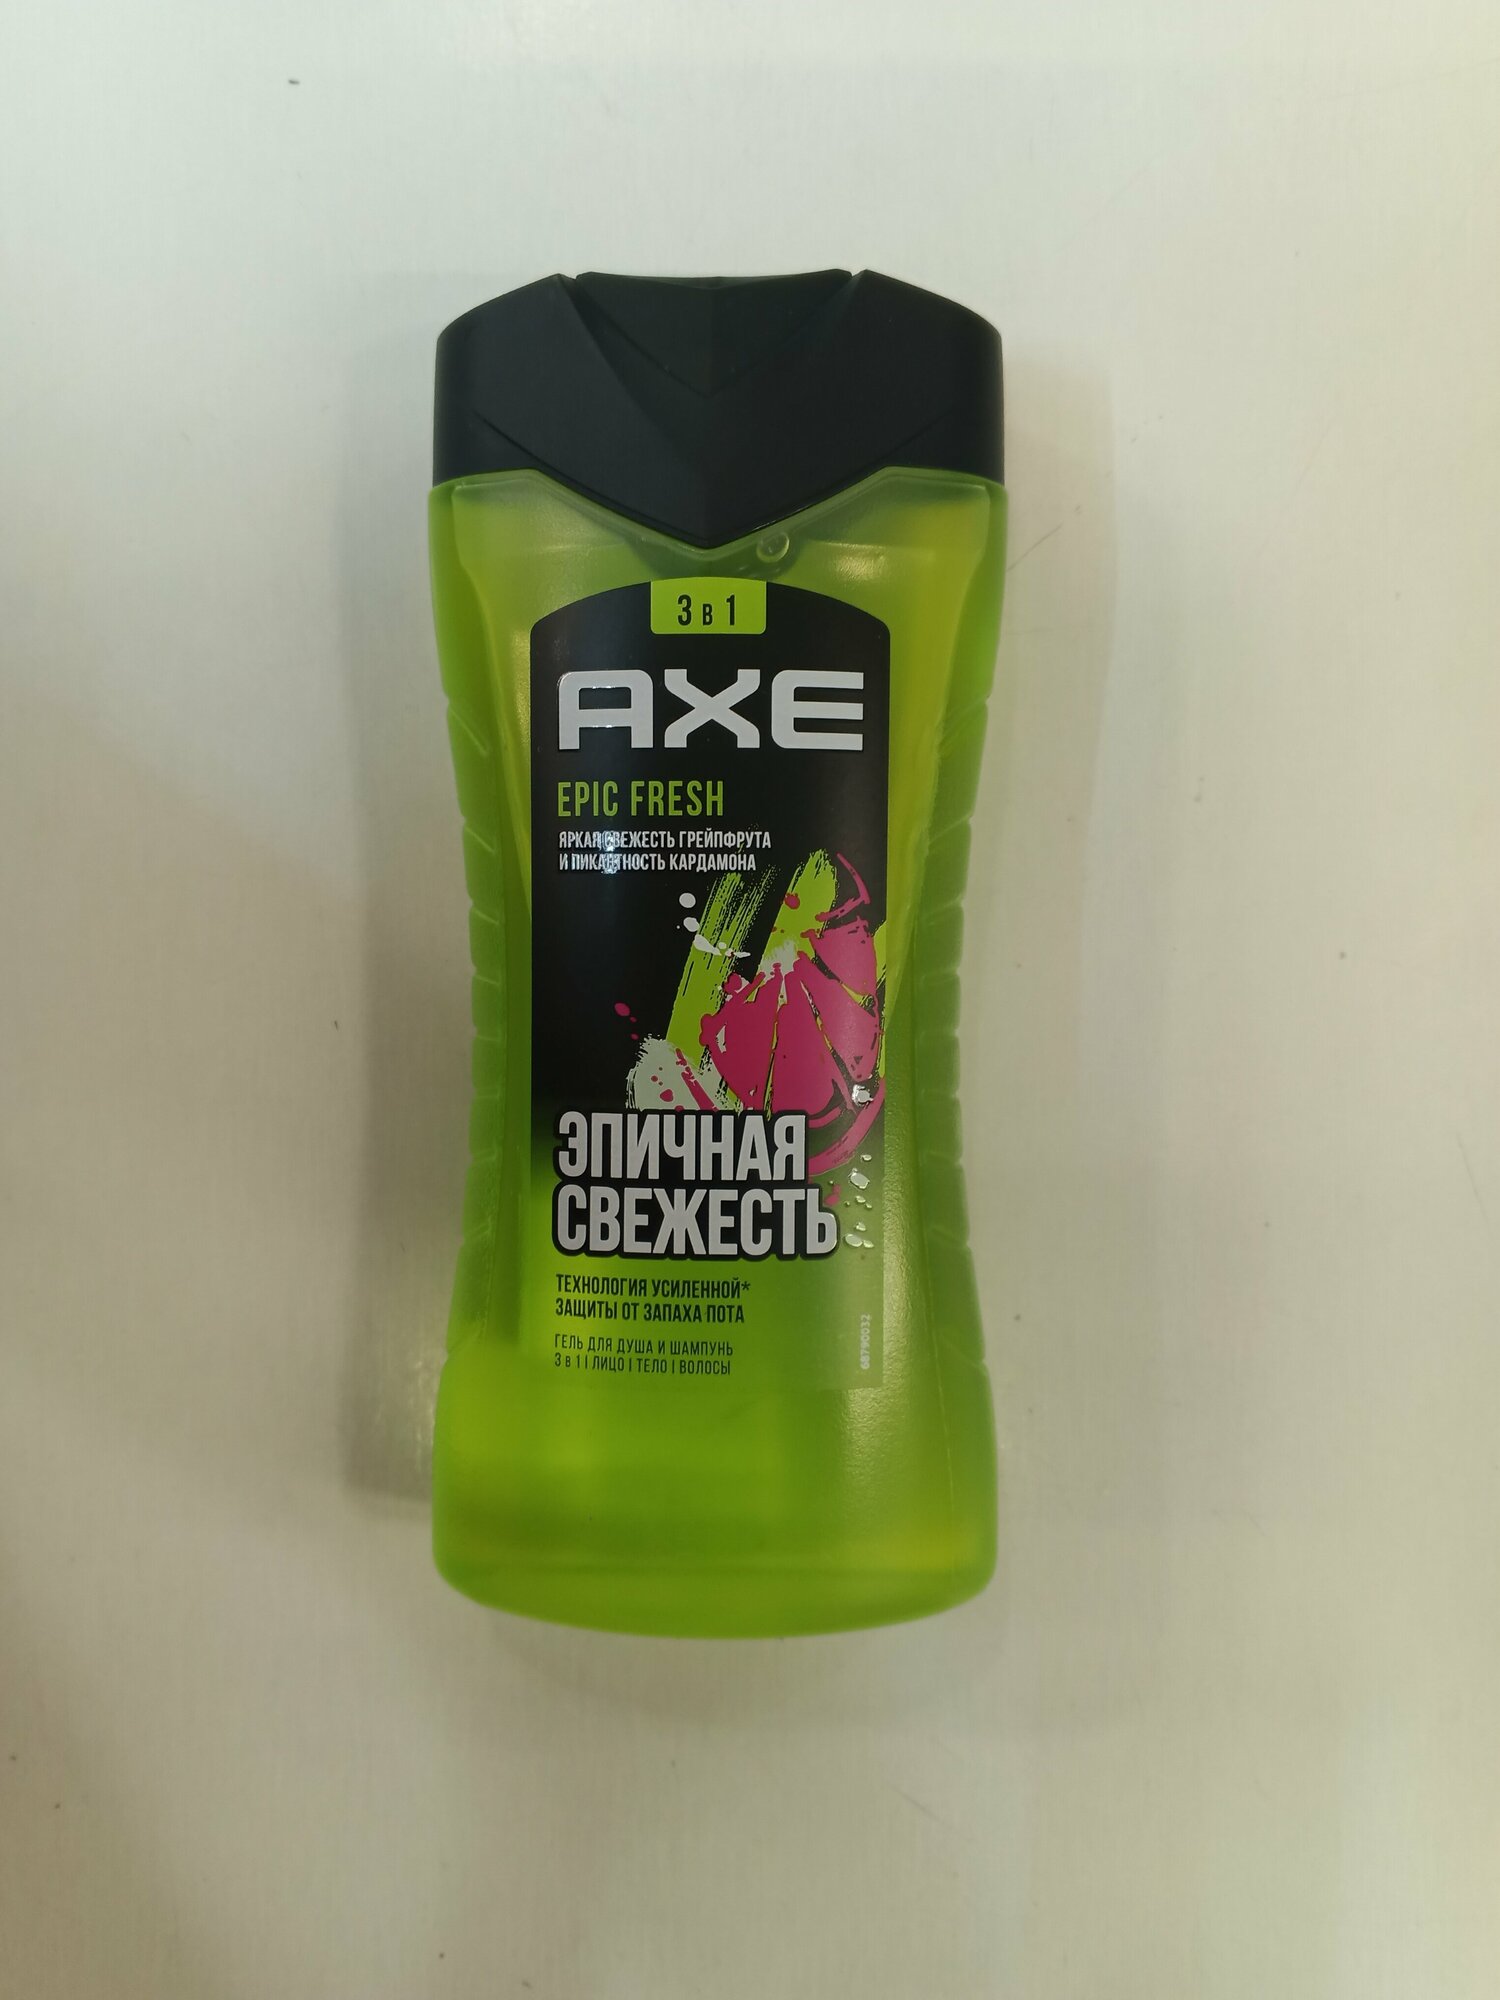 3 в 1
AXE
EPIC FRESH
ЯРКАЯ СВЕЖЕСТЬ ГРЕЙПФРУТА
И ПИКАНТНОСТЬ КАРДАМОНА
ЭПИЧНАЯ
СВЕЖЕСТЬ
ТЕХНОЛОГИЯ УСИЛЕННОЙ*
ЗАЩИТЫ ОТ ЗАПАХА ПОТА
ГЕЛЬ ДЛЯ ДУША И ШАМПУНЬ
3 в 1 | ЛИЦО | ТЕЛО | ВОЛОСЫ
68790032